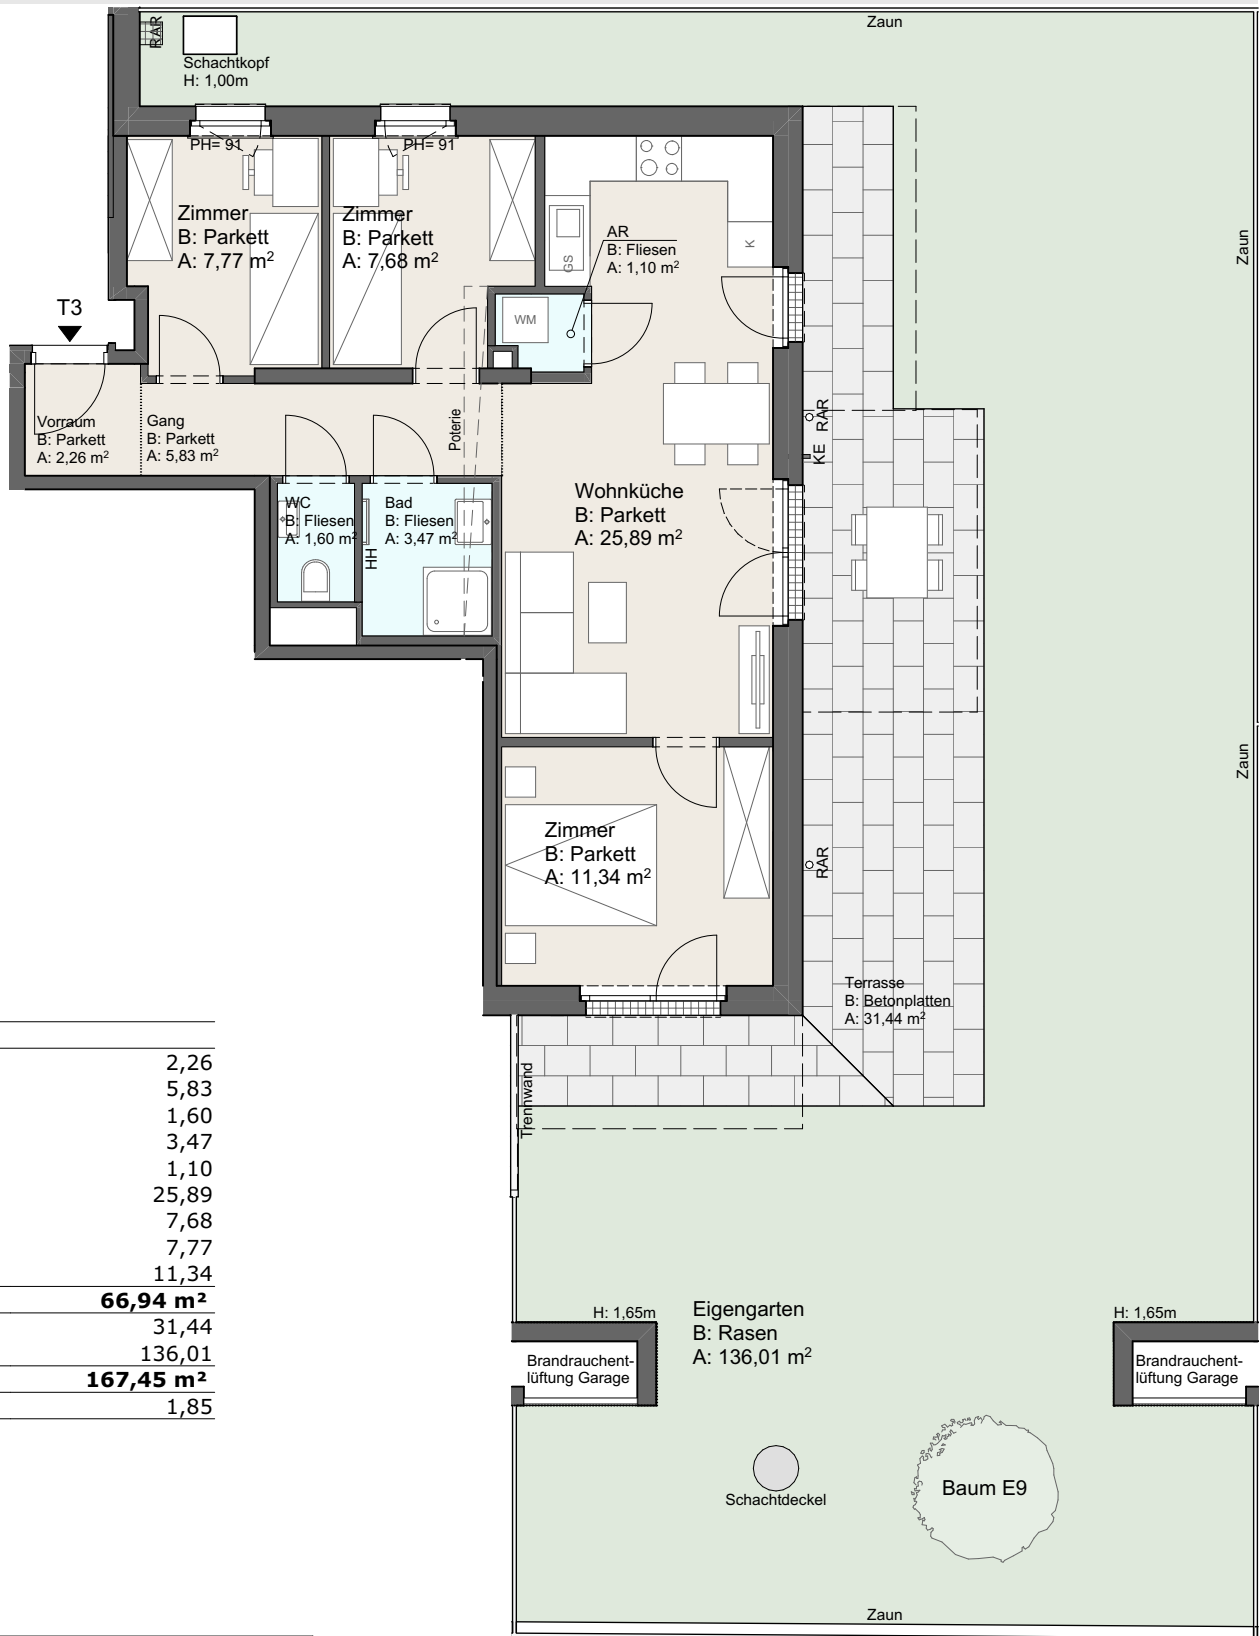 Zaun
RAR
Schachtkopf
H: 1,00m
PH= 91
PH= 91
Zimmer
B: Parkett
A: 7,77 m²
Zimmer
B: Parkett
A: 7,68 m²
AR
B: Fliesen
A: 1,10 m²
GS
K
WM
Zaun
T3
Vorraum
B: Parkett
A: 2,26 m²
Gang
B: Parkett
A: 5,83 m²
Poterie
KE RAR
WC
B: Fliesen
A: 1,60 m²
HH
Bad
B: Fliesen
A: 3,47 m²
Wohnküche
B: Parkett
A: 25,89 m²
Zaun
Zimmer
B: Parkett
A: 11,34 m²
RAR
Terrasse
B: Betonplatten
A: 31,44 m²
Trennwand
2,26
5,83
1,60
3,47
1,10
25,89
7,68
7,77
11,34
66,94 m²
31,44
136,01
167,45 m²
1,85
H: 1,65m
Brandrauchent-
lüftung Garage
Eigengarten
B: Rasen
A: 136,01 m²
H: 1,65m
Brandrauchent-
lüftung Garage
Schachtdeckel
Baum E9
Zaun